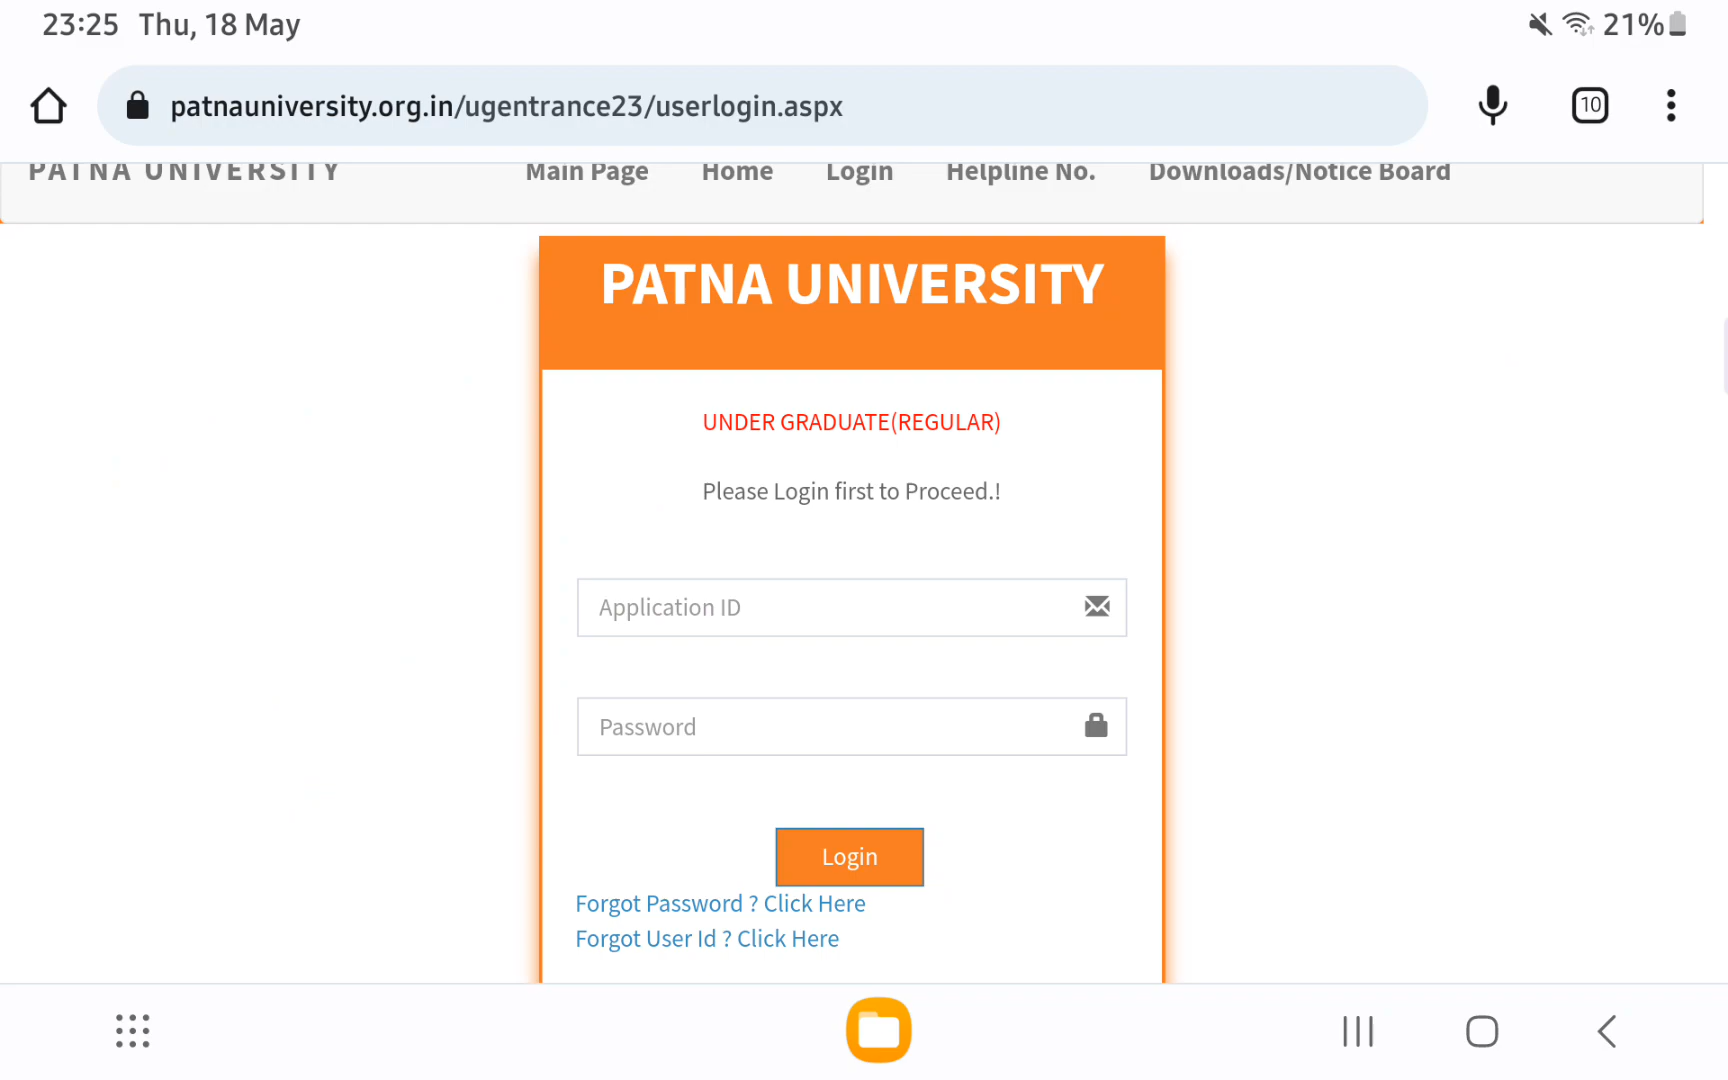 23:25 Thu, 18 May 21%
patnauniversity.org.in/ugentrance23/userlogin.aspx 10
PATNA UNIVERSITY Main Page Home Login Helpline No. Downloads/Notice Board
PATNA UNIVERSITY
UNDER GRADUATE(REGULAR)
Please Login first to Proceed.!
Application ID
Password
Login
Forgot Password ? Click Here
Forgot User Id ? Click Here